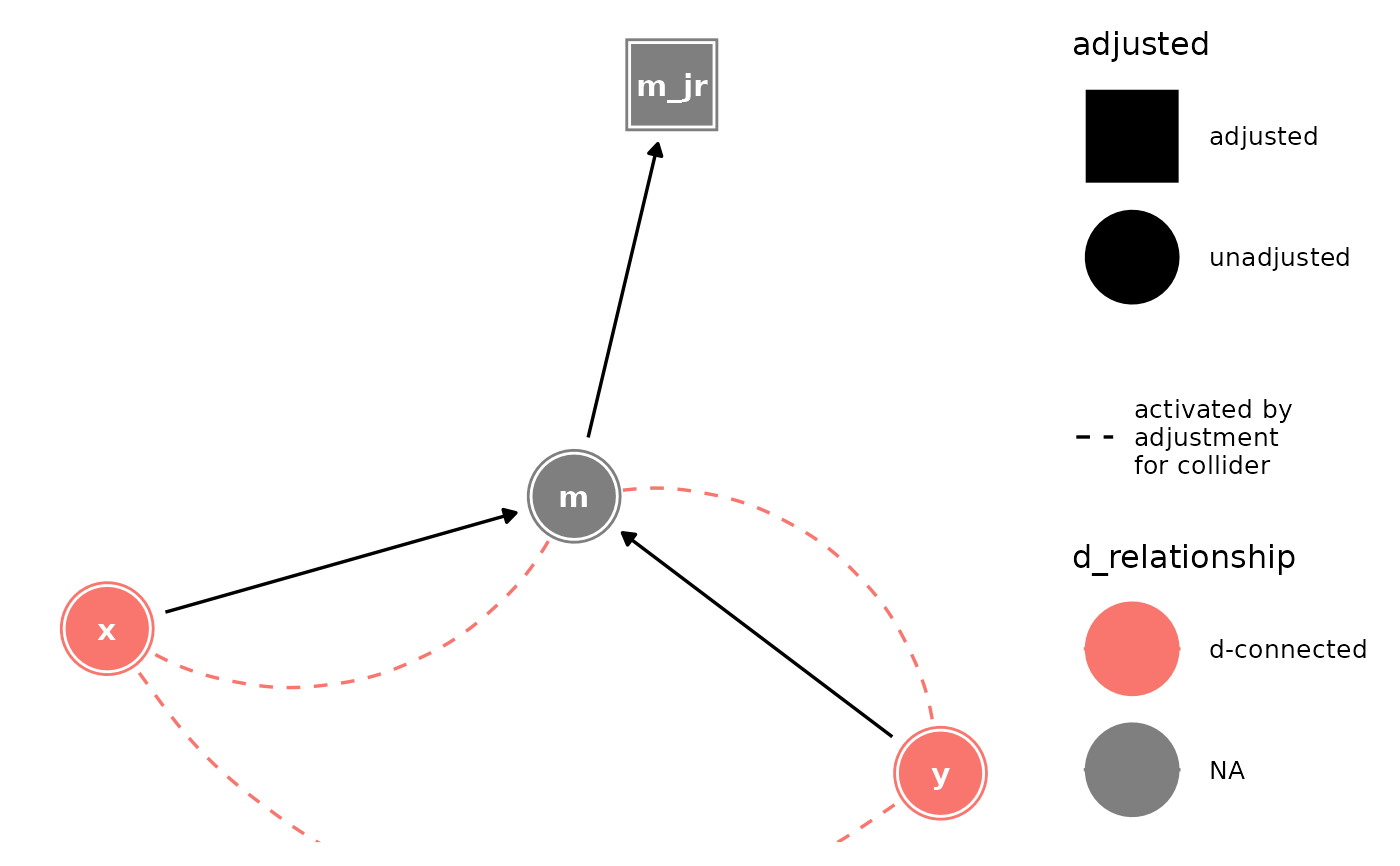 m_jr
m
x
y
adjusted
adjusted
unadjusted
activated by
adjustment
for collider
d_relationship
d-connected
NA